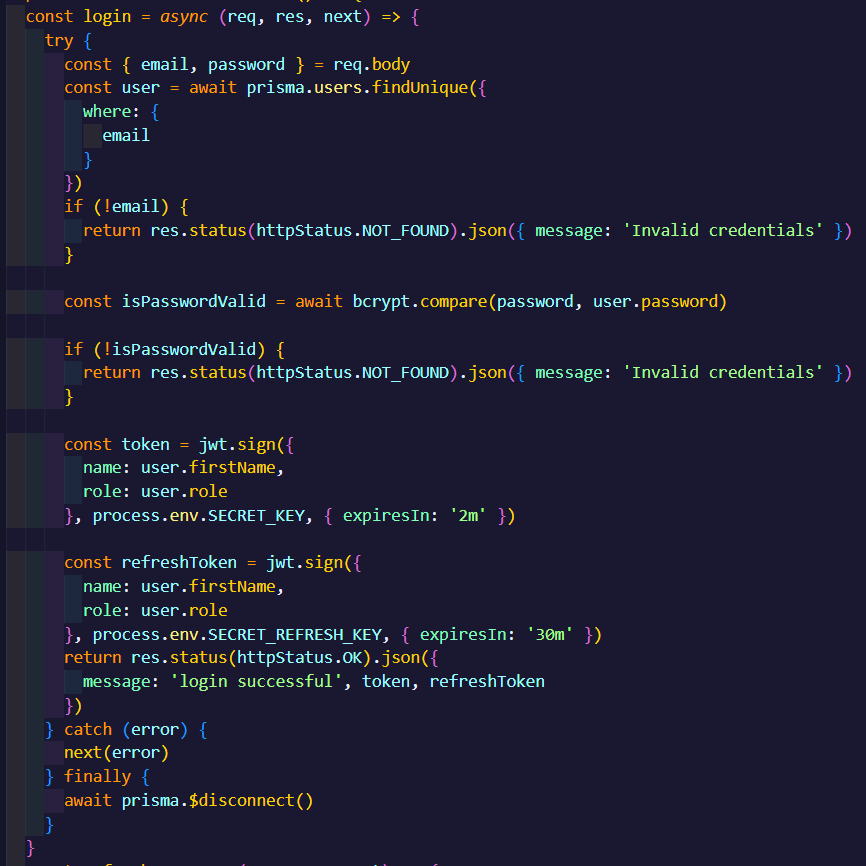 const login = async (req, res, next) => {
try {
const { email, password } = req.body
const user = await prisma.users.findUnique({
where: {
email
}
})
if (!email) {
return res.status(httpStatus.NOT_FOUND).json({ message: 'Invalid credentials' })
}
const isPasswordValid = await bcrypt.compare(password, user.password)
if (!isPasswordValid) {
return res.status(httpStatus.NOT_FOUND).json({ message: 'Invalid credentials' })
}
const token = jwt.sign({
name: user.firstName,
role: user.role
}, process.env.SECRET_KEY, { expiresIn: '2m' })
const refreshToken = jwt.sign({
name: user.firstName,
role: user.role
}, process.env.SECRET_REFRESH_KEY, { expiresIn: '30m' })
return res.status(httpStatus.OK).json({
message: 'login successful', token, refreshToken
})
} catch (error) {
next(error)
} finally {
await prisma.$disconnect()
}
}